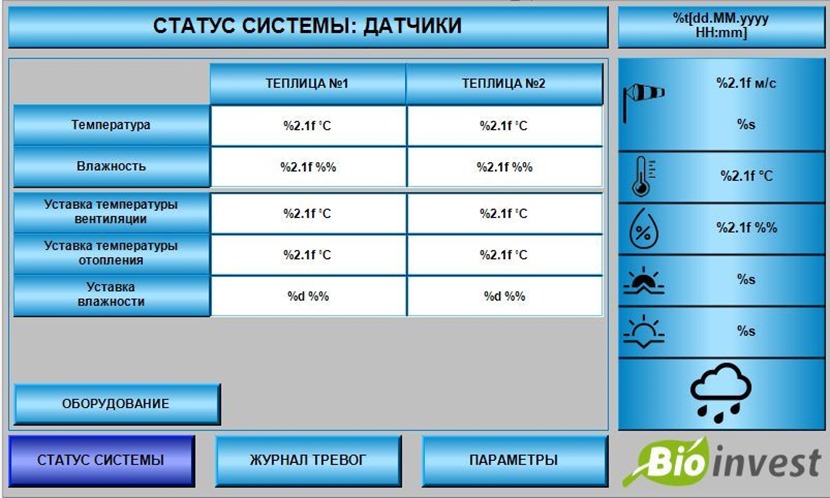 СТАТУС СИСТЕМЫ: ДАТЧИКИ
%t[dd.MM.yyyy
HH:mm]
ТЕПЛИЦА №1
ТЕПЛИЦА №2
Температура
%2.1f °C
%2.1f °C
Влажность
%2.1f %%
%2.1f %%
Уставка температуры
вентиляции
%2.1f °C
%2.1f °C
Уставка температуры
отопления
%2.1f °C
%2.1f °C
Уставка
влажности
%d %%
%d %%
%2.1f м/с
%s
%2.1f °C
%
%2.1f %%
%s
%s
ОБОРУДОВАНИЕ
СТАТУС СИСТЕМЫ
ЖУРНАЛ ТРЕВОГ
ПАРАМЕТРЫ
Bioinvest